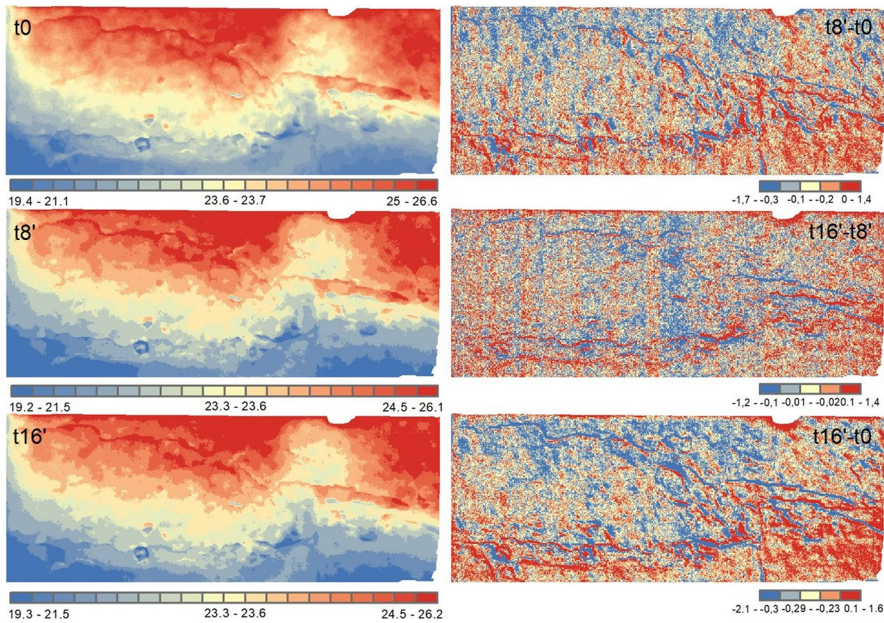 t0
t8'-t0
19.4 - 21.1 23.6 - 23.7 25 - 26.6
-1,7 - -0,3 -0,1 - -0,2 0 - 1,4
t8'
t16'-t8'
19.2 - 21.5 23.3 - 23.6 24.5 - 26.1
-1,2 - -0,1 -0,01 - -0,02 0.1 - 1,4
t16'
t16'-t0
19.3 - 21.5 23.3 - 23.6 24.5 - 26.2
-2.1 - -0,3 -0,29 - -0,23 0.1 - 1.6